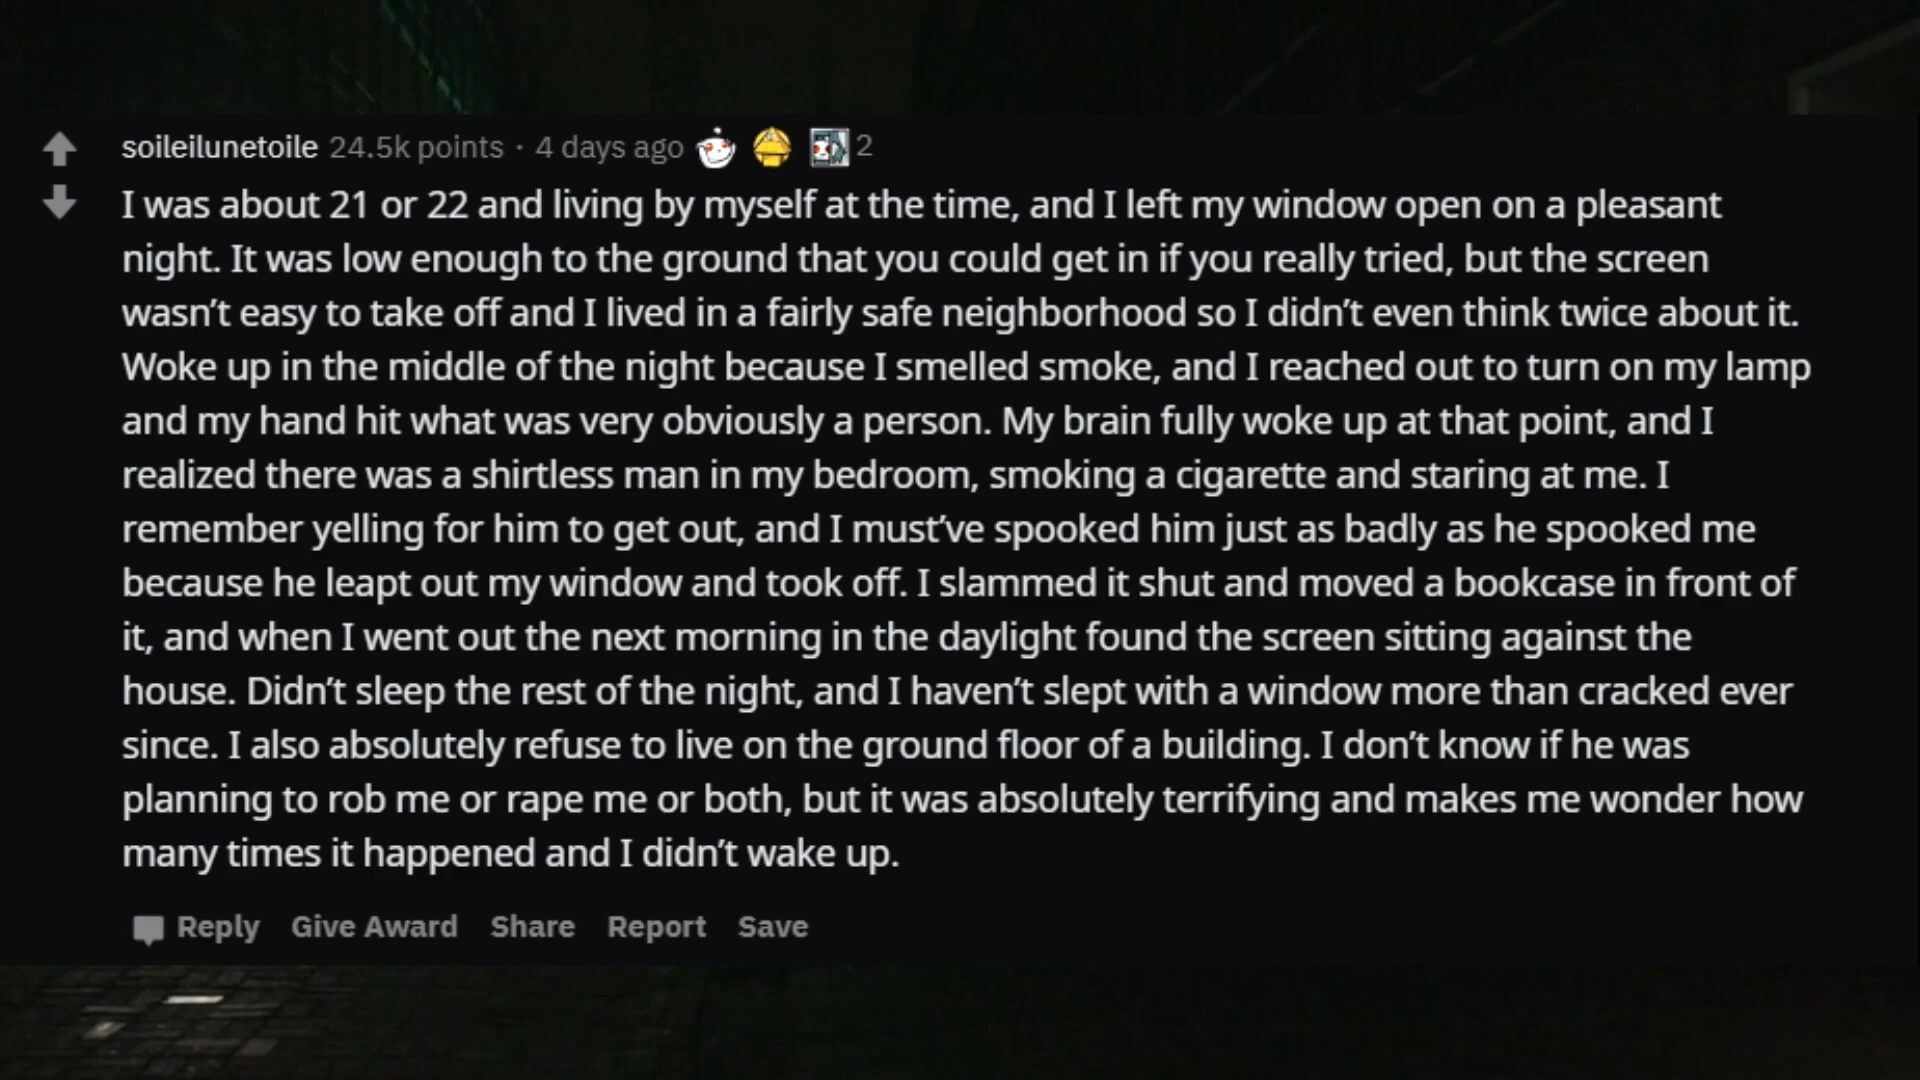 soileilunetoile 24.5k points · 4 days ago 2
I was about 21 or 22 and living by myself at the time, and I left my window open on a pleasant
night. It was low enough to the ground that you could get in if you really tried, but the screen
wasn’t easy to take off and I lived in a fairly safe neighborhood so I didn’t even think twice about it.
Woke up in the middle of the night because I smelled smoke, and I reached out to turn on my lamp
and my hand hit what was very obviously a person. My brain fully woke up at that point, and I
realized there was a shirtless man in my bedroom, smoking a cigarette and staring at me. I
remember yelling for him to get out, and I must’ve spooked him just as badly as he spooked me
because he leapt out my window and took off. I slammed it shut and moved a bookcase in front of
it, and when I went out the next morning in the daylight found the screen sitting against the
house. Didn’t sleep the rest of the night, and I haven’t slept with a window more than cracked ever
since. I also absolutely refuse to live on the ground floor of a building. I don’t know if he was
planning to rob me or rape me or both, but it was absolutely terrifying and makes me wonder how
many times it happened and I didn’t wake up.
Reply Give Award Share Report Save